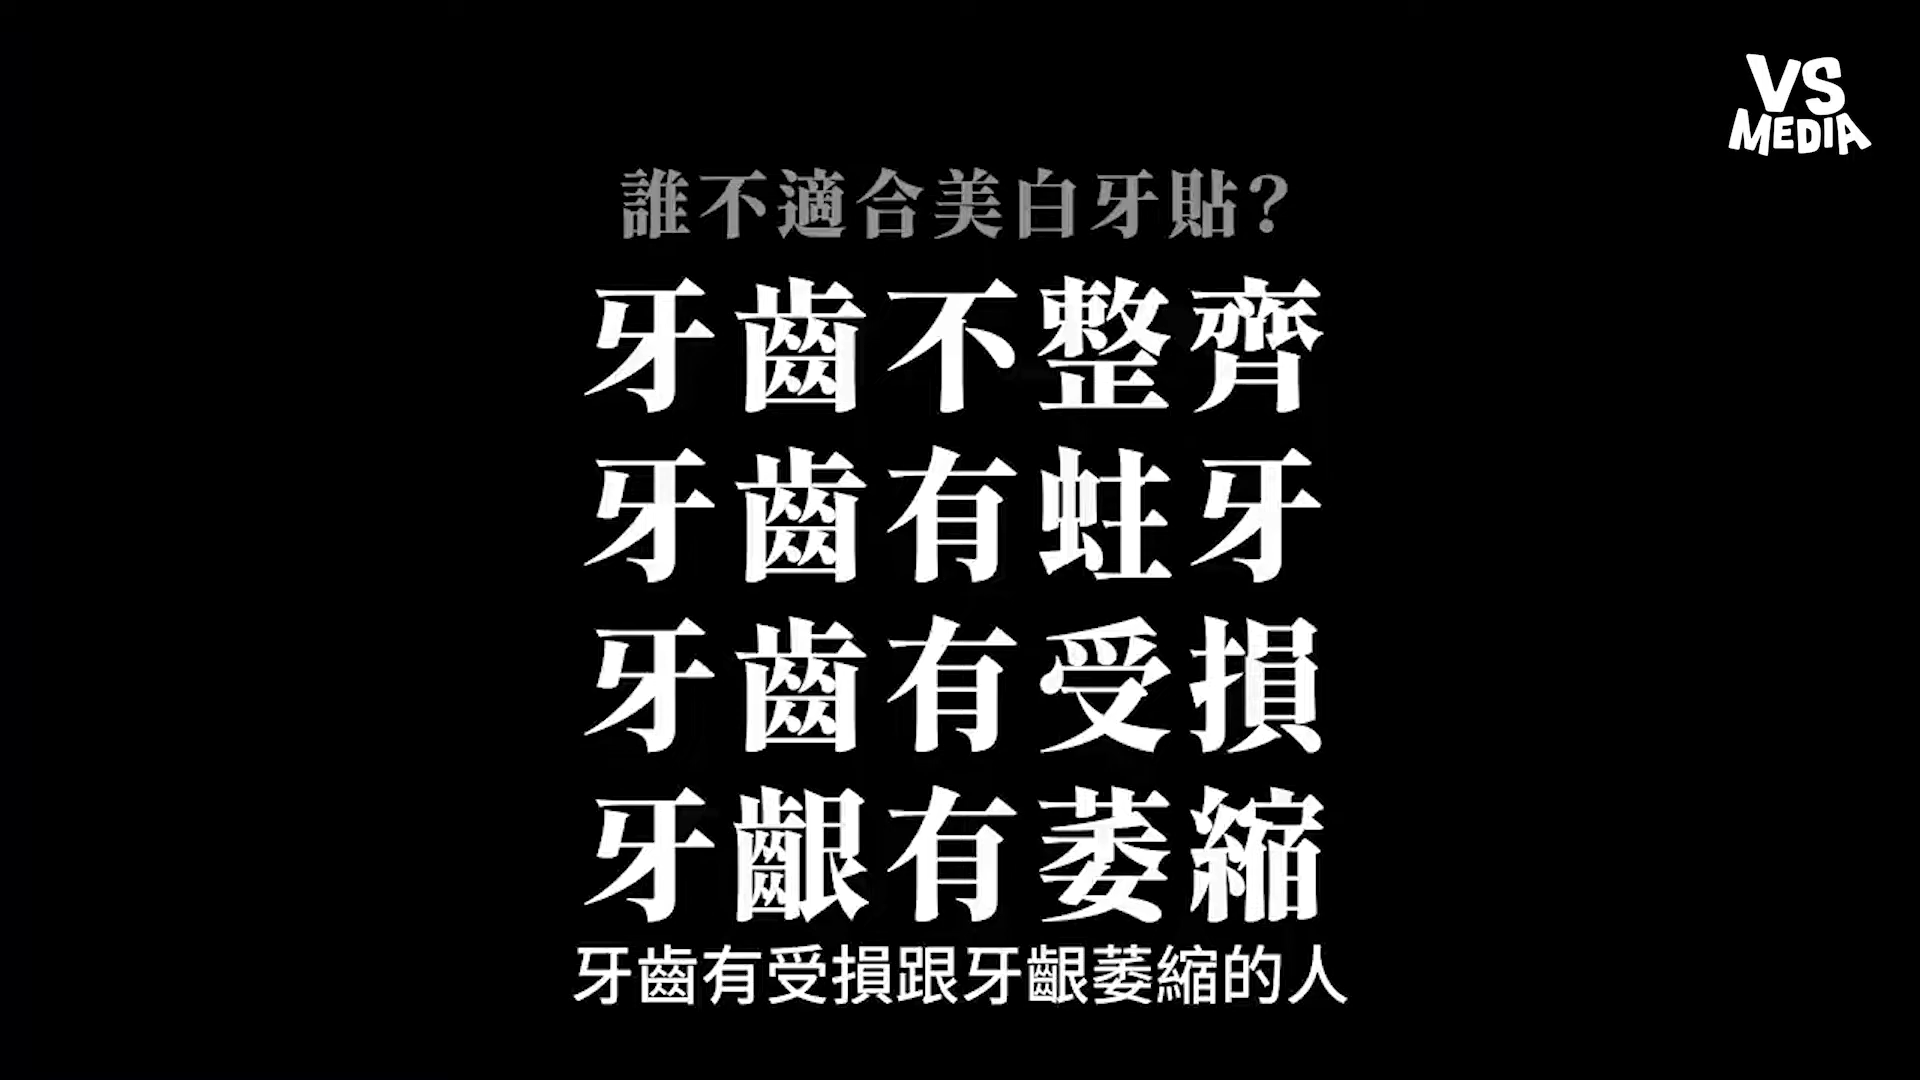 VS
MEDIA
誰不適合美白牙貼?
牙齒不整齊
牙齒有蛀牙
牙齒有受損
牙齦有萎縮
牙齒有受損跟牙齦萎縮的人